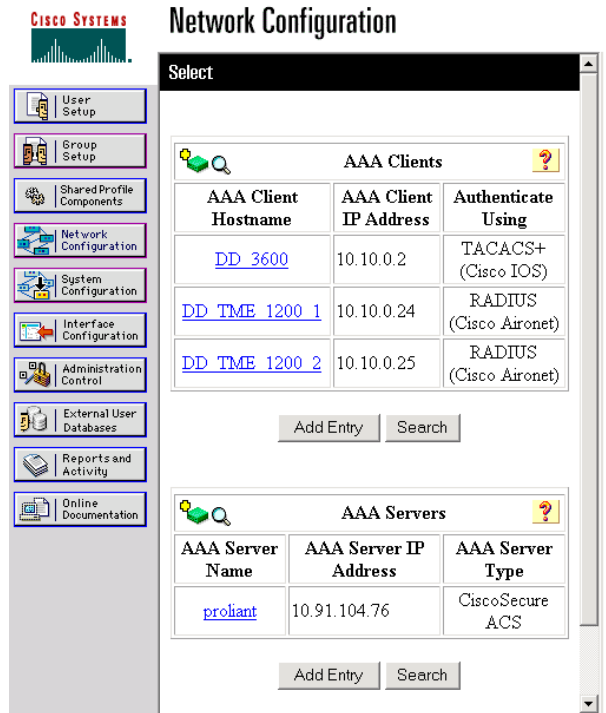 CISCO SYSTEMS
Network Configuration
Select
User
Setup
Group
Setup
Shared Profile
Components
Network
Configuration
System
Configuration
Interface
Configuration
Administration
Control
External User
Databases
Reports and
Activity
Online
Documentation
AAA Clients
?
AAA Client
Hostname
AAA Client
IP Address
Authenticate
Using
DD_3600
10.10.0.2
TACACS+
(Cisco IOS)
DD_TME_1200_1
10.10.0.24
RADIUS
(Cisco Aironet)
DD_TME_1200_2
10.10.0.25
RADIUS
(Cisco Aironet)
Add Entry
Search
AAA Servers
?
AAA Server
Name
AAA Server IP
Address
AAA Server
Type
proliant
10.91.104.76
CiscoSecure
ACS
Add Entry
Search